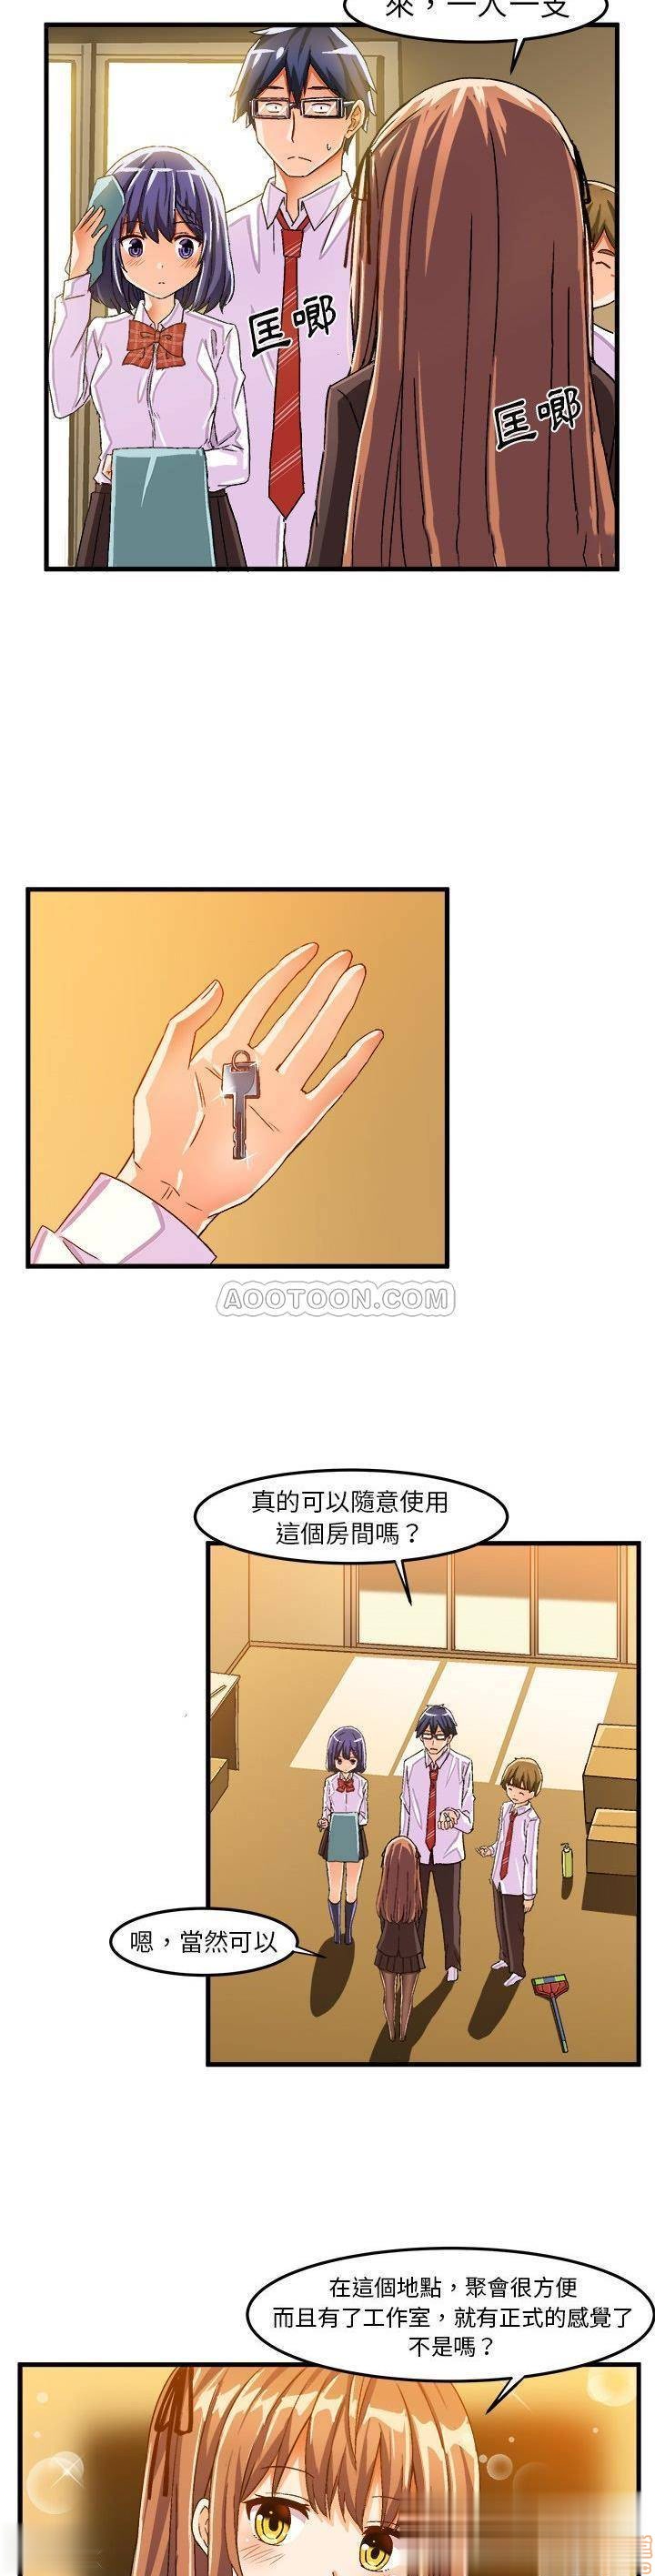 來，一人一支
匡啷
匡啷
AOOTOON.COM
真的可以隨意使用
這個房間嗎？
嗯，當然可以
在這個地點，聚會很方便
而且有了工作室，就有正式的感覺了
不是嗎？